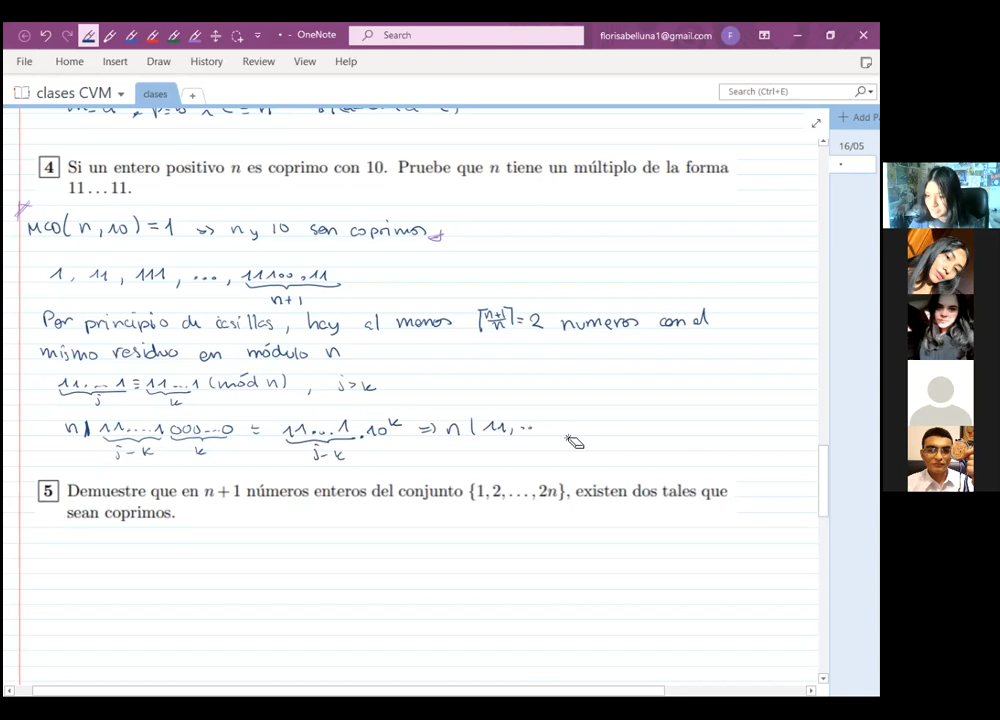 OneNote
Search
florisabelluna1@gmail.com
F
File Home Insert Draw History Review View Help
clases CVM
clases
Search (Ctrl+E)
Add Pa
16/05
4 Si un entero positivo n es coprimo con 10. Pruebe que n tiene un múltiplo de la forma
11...11.
MCD(n,10)=1 => n y 10 son coprimos
1, 11, 111, ..., 11100.11
n+1
Por principio de casillas, hay al menos ⌈n+1/n⌉=2 numeros con el
mismo residuo en módulo n
11...1 ≡ 11...1 (mód n), j>k
j k
n | 11....1 000...0 = 11...1 .10^k => n | 11,..
j-k k j-k
5 Demuestre que en n + 1 números enteros del conjunto {1, 2, . . . , 2n}, existen dos tales que
sean coprimos.